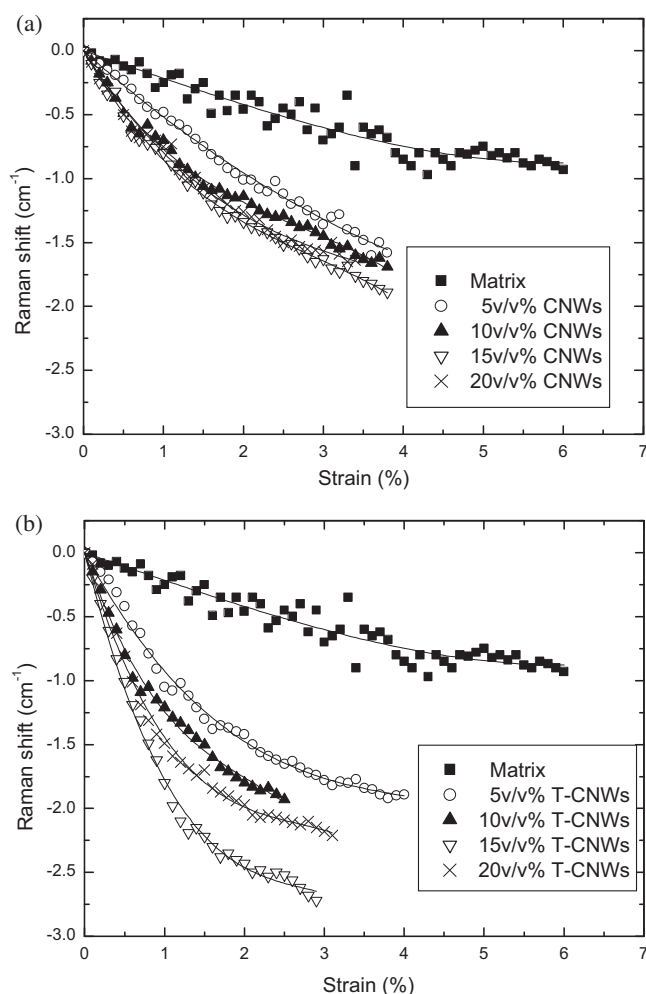 (a)
0.0
-0.5
-1.0
-1.5
-2.0
-2.5
-3.0
Raman shift (cm-1)
Matrix
5v/v% CNWs
10v/v% CNWs
15v/v% CNWs
20v/v% CNWs
0 1 2 3 4 5 6 7
Strain (%)
(b)
0.0
-0.5
-1.0
-1.5
-2.0
-2.5
-3.0
Raman shift (cm-1)
Matrix
5v/v% T-CNWs
10v/v% T-CNWs
15v/v% T-CNWs
20v/v% T-CNWs
0 1 2 3 4 5 6 7
Strain (%)